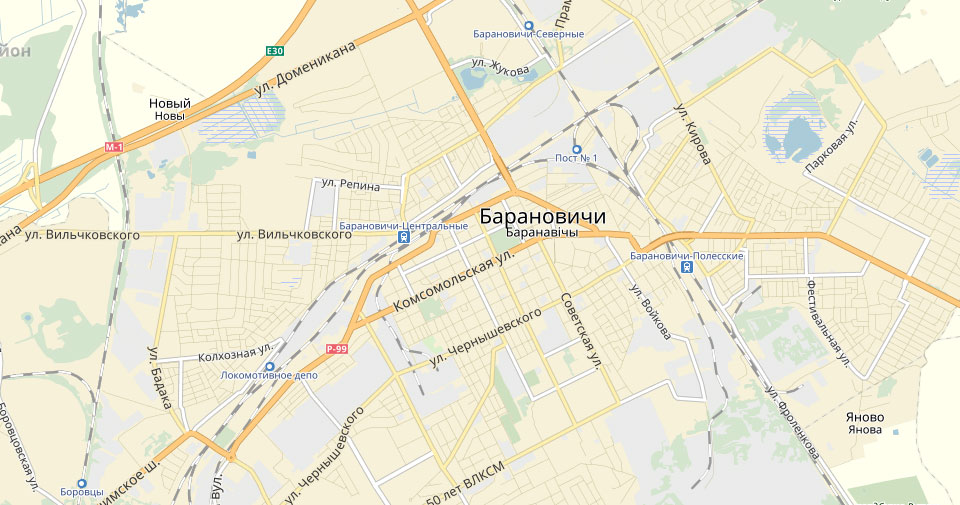 Барановичи-Северные
йон
E30
ул. Доменикана
ул. Жукова
Новый
Новы
M-1
ул. Кирова
Парковая ул.
Пост № 1
ул. Репина
Барановичи
Баранавічы
Барановичи-Центральные
ул. Вильчковского
ул. Вильчковского
Барановичи-Полесские
Комсомольская ул.
ул. Войкова
Фестивальная ул.
Советская ул.
ул. Чернышевского
P-99
Колхозная ул.
ул. Бадака
Локомотивное депо
ул. Фроленкова
Яново
Янова
Боровцовская ул.
ул. Чернышевского
50 лет ВЛКСМ
Боровцы
имское ш.
вул.